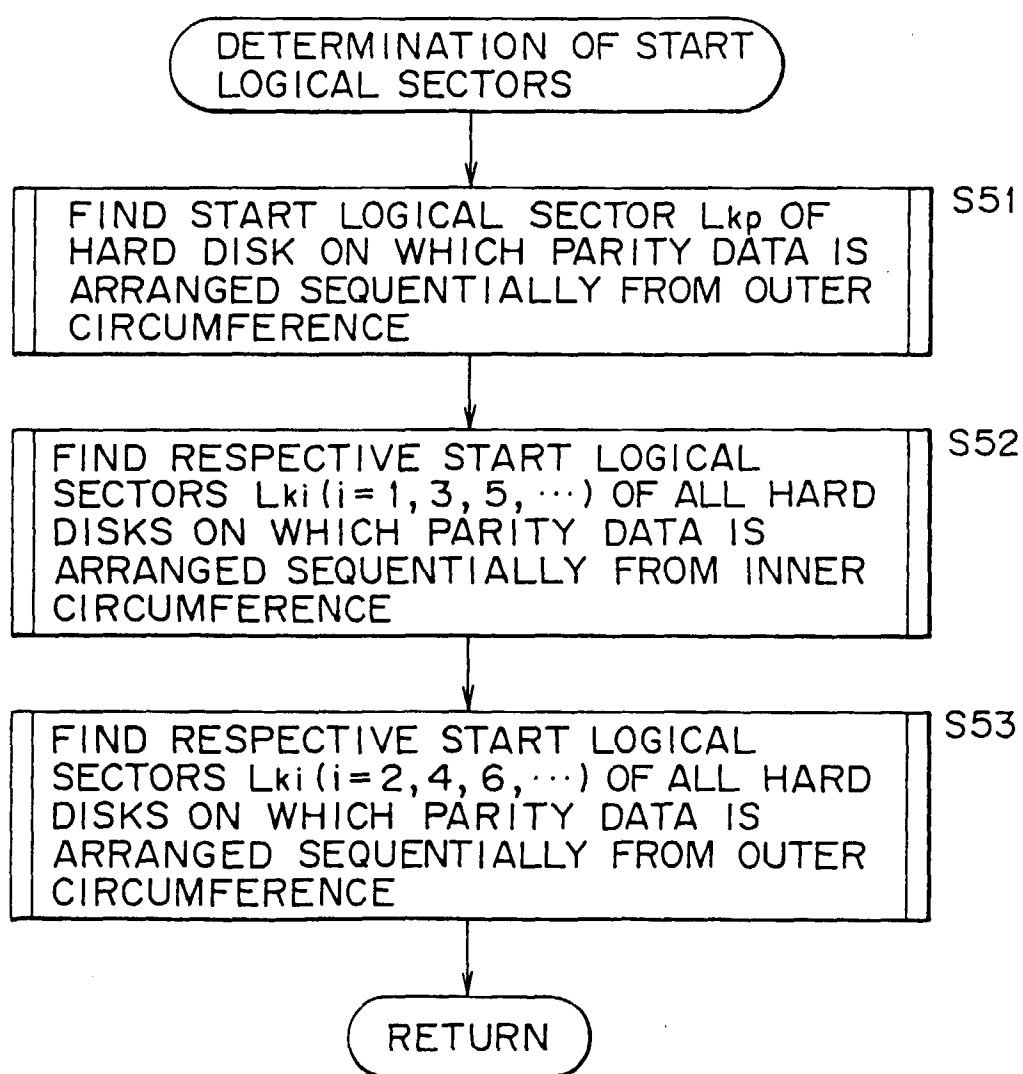 DETERMINATION OF START
LOGICAL SECTORS
S51
FIND START LOGICAL SECTOR Lkp OF
HARD DISK ON WHICH PARITY DATA IS
ARRANGED SEQUENTIALLY FROM OUTER
CIRCUMFERENCE
S52
FIND RESPECTIVE START LOGICAL
SECTORS Lki (i=1, 3, 5, ···) OF ALL HARD
DISKS ON WHICH PARITY DATA IS
ARRANGED SEQUENTIALLY FROM INNER
CIRCUMFERENCE
S53
FIND RESPECTIVE START LOGICAL
SECTORS Lki (i=2, 4, 6, ···) OF ALL HARD
DISKS ON WHICH PARITY DATA IS
ARRANGED SEQUENTIALLY FROM OUTER
CIRCUMFERENCE
RETURN